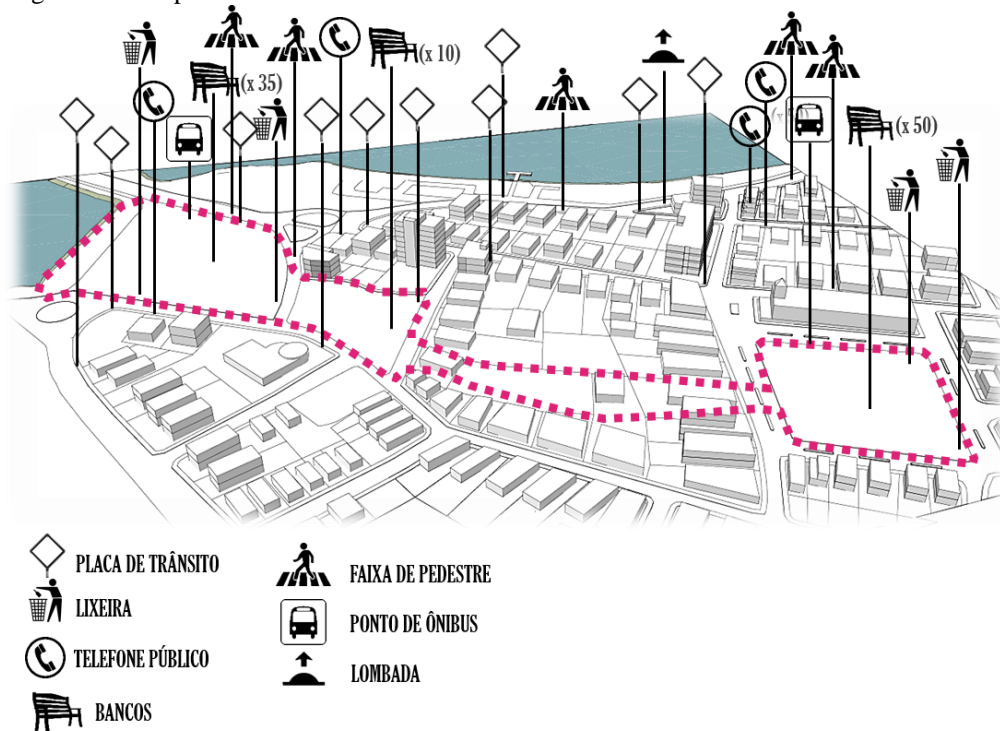 (x 10)
(x 35)
(x 50)
PLACA DE TRÂNSITO
LIXEIRA
TELEFONE PÚBLICO
BANCOS
FAIXA DE PEDESTRE
PONTO DE ÔNIBUS
LOMBADA